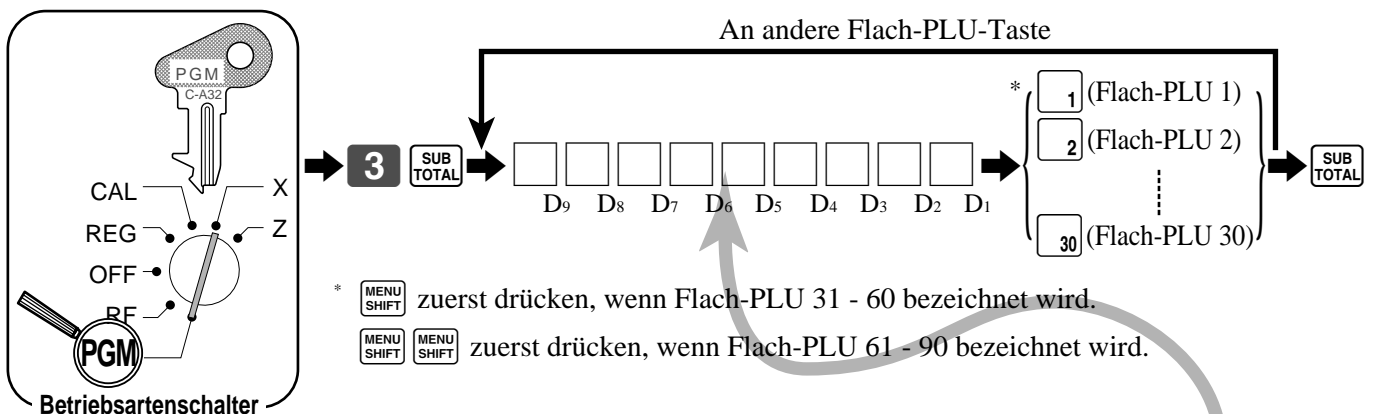 An andere Flach-PLU-Taste
PGM
C-A32
CAL
X
REG
Z
OFF
RF
PGM
Betriebsartenschalter
3 SUB TOTAL
D9 D8 D7 D6 D5 D4 D3 D2 D1
* 1 (Flach-PLU 1)
2 (Flach-PLU 2)
30 (Flach-PLU 30)
SUB TOTAL
* MENU SHIFT zuerst drücken, wenn Flach-PLU 31 - 60 bezeichnet wird.
MENU SHIFT MENU SHIFT zuerst drücken, wenn Flach-PLU 61 - 90 bezeichnet wird.